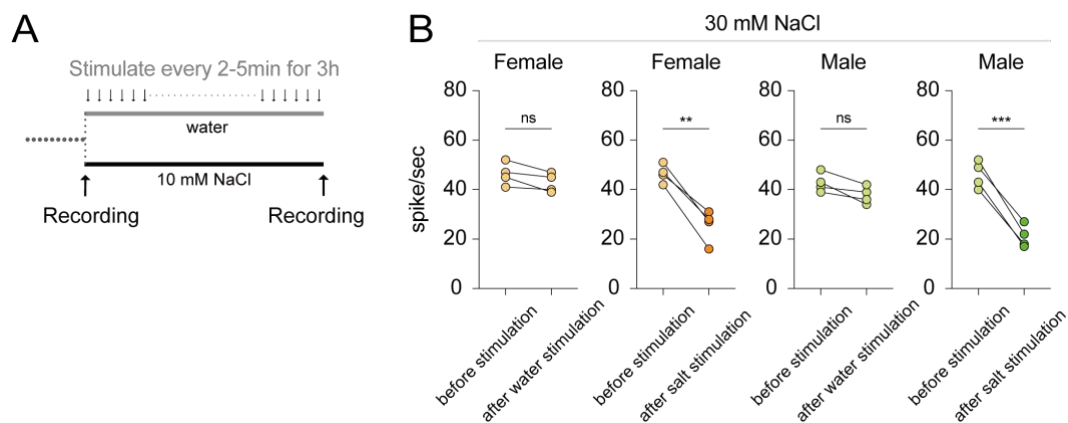 A
Stimulate every 2-5min for 3h
water
10 mM NaCl
Recording
Recording
B
30 mM NaCl
Female
Female
Male
Male
spike/sec
80
60
40
20
0
ns
before stimulation
after water stimulation
80
60
40
20
0
**
before stimulation
after salt stimulation
80
60
40
20
0
ns
before stimulation
after water stimulation
80
60
40
20
0
***
before stimulation
after salt stimulation